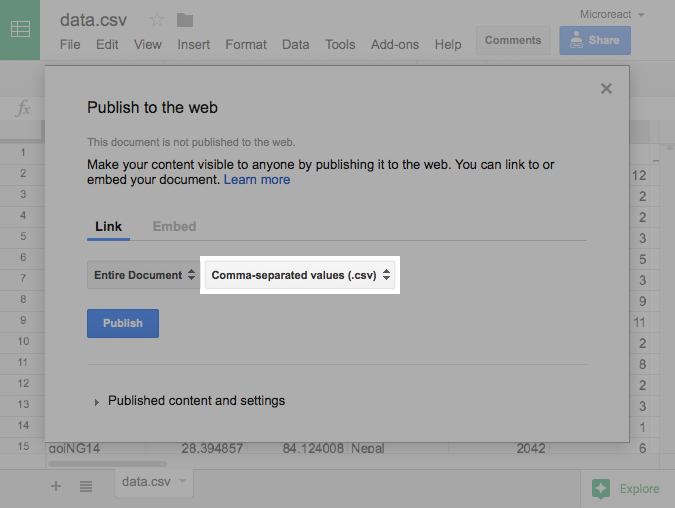 data.csv
Microreact
File Edit View Insert Format Data Tools Add-ons Help
Comments
Share
fx
Publish to the web
This document is not published to the web.
Make your content visible to anyone by publishing it to the web. You can link to or
embed your document. Learn more
Link Embed
Entire Document Comma-separated values (.csv)
Publish
Published content and settings
1
2 12
3 2
4 2
5 3
6 5
7 3
8 9
9 11
10 2
11 8
12 2
13 3
14 1
15 goiNG14 28.394857 84.124008 Nepal 2042 6
data.csv
Explore